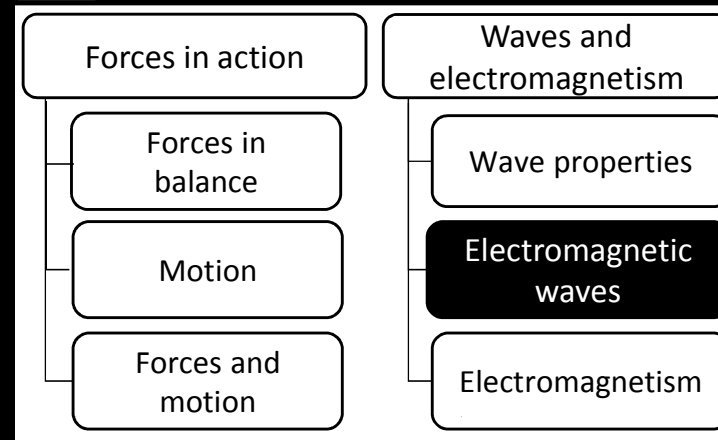 Forces in action
Forces in
balance
Motion
Forces and
motion
Waves and
electromagnetism
Wave properties
Electromagnetic
waves
Electromagnetism